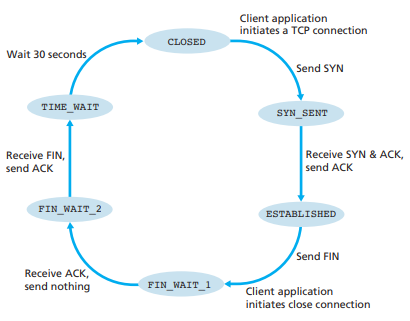 Client application
initiates a TCP connection
CLOSED
Wait 30 seconds
Send SYN
TIME_WAIT
SYN_SENT
Receive FIN,
send ACK
Receive SYN & ACK,
send ACK
FIN_WAIT_2
ESTABLISHED
Send FIN
Receive ACK,
send nothing
FIN_WAIT_1
Client application
initiates close connection